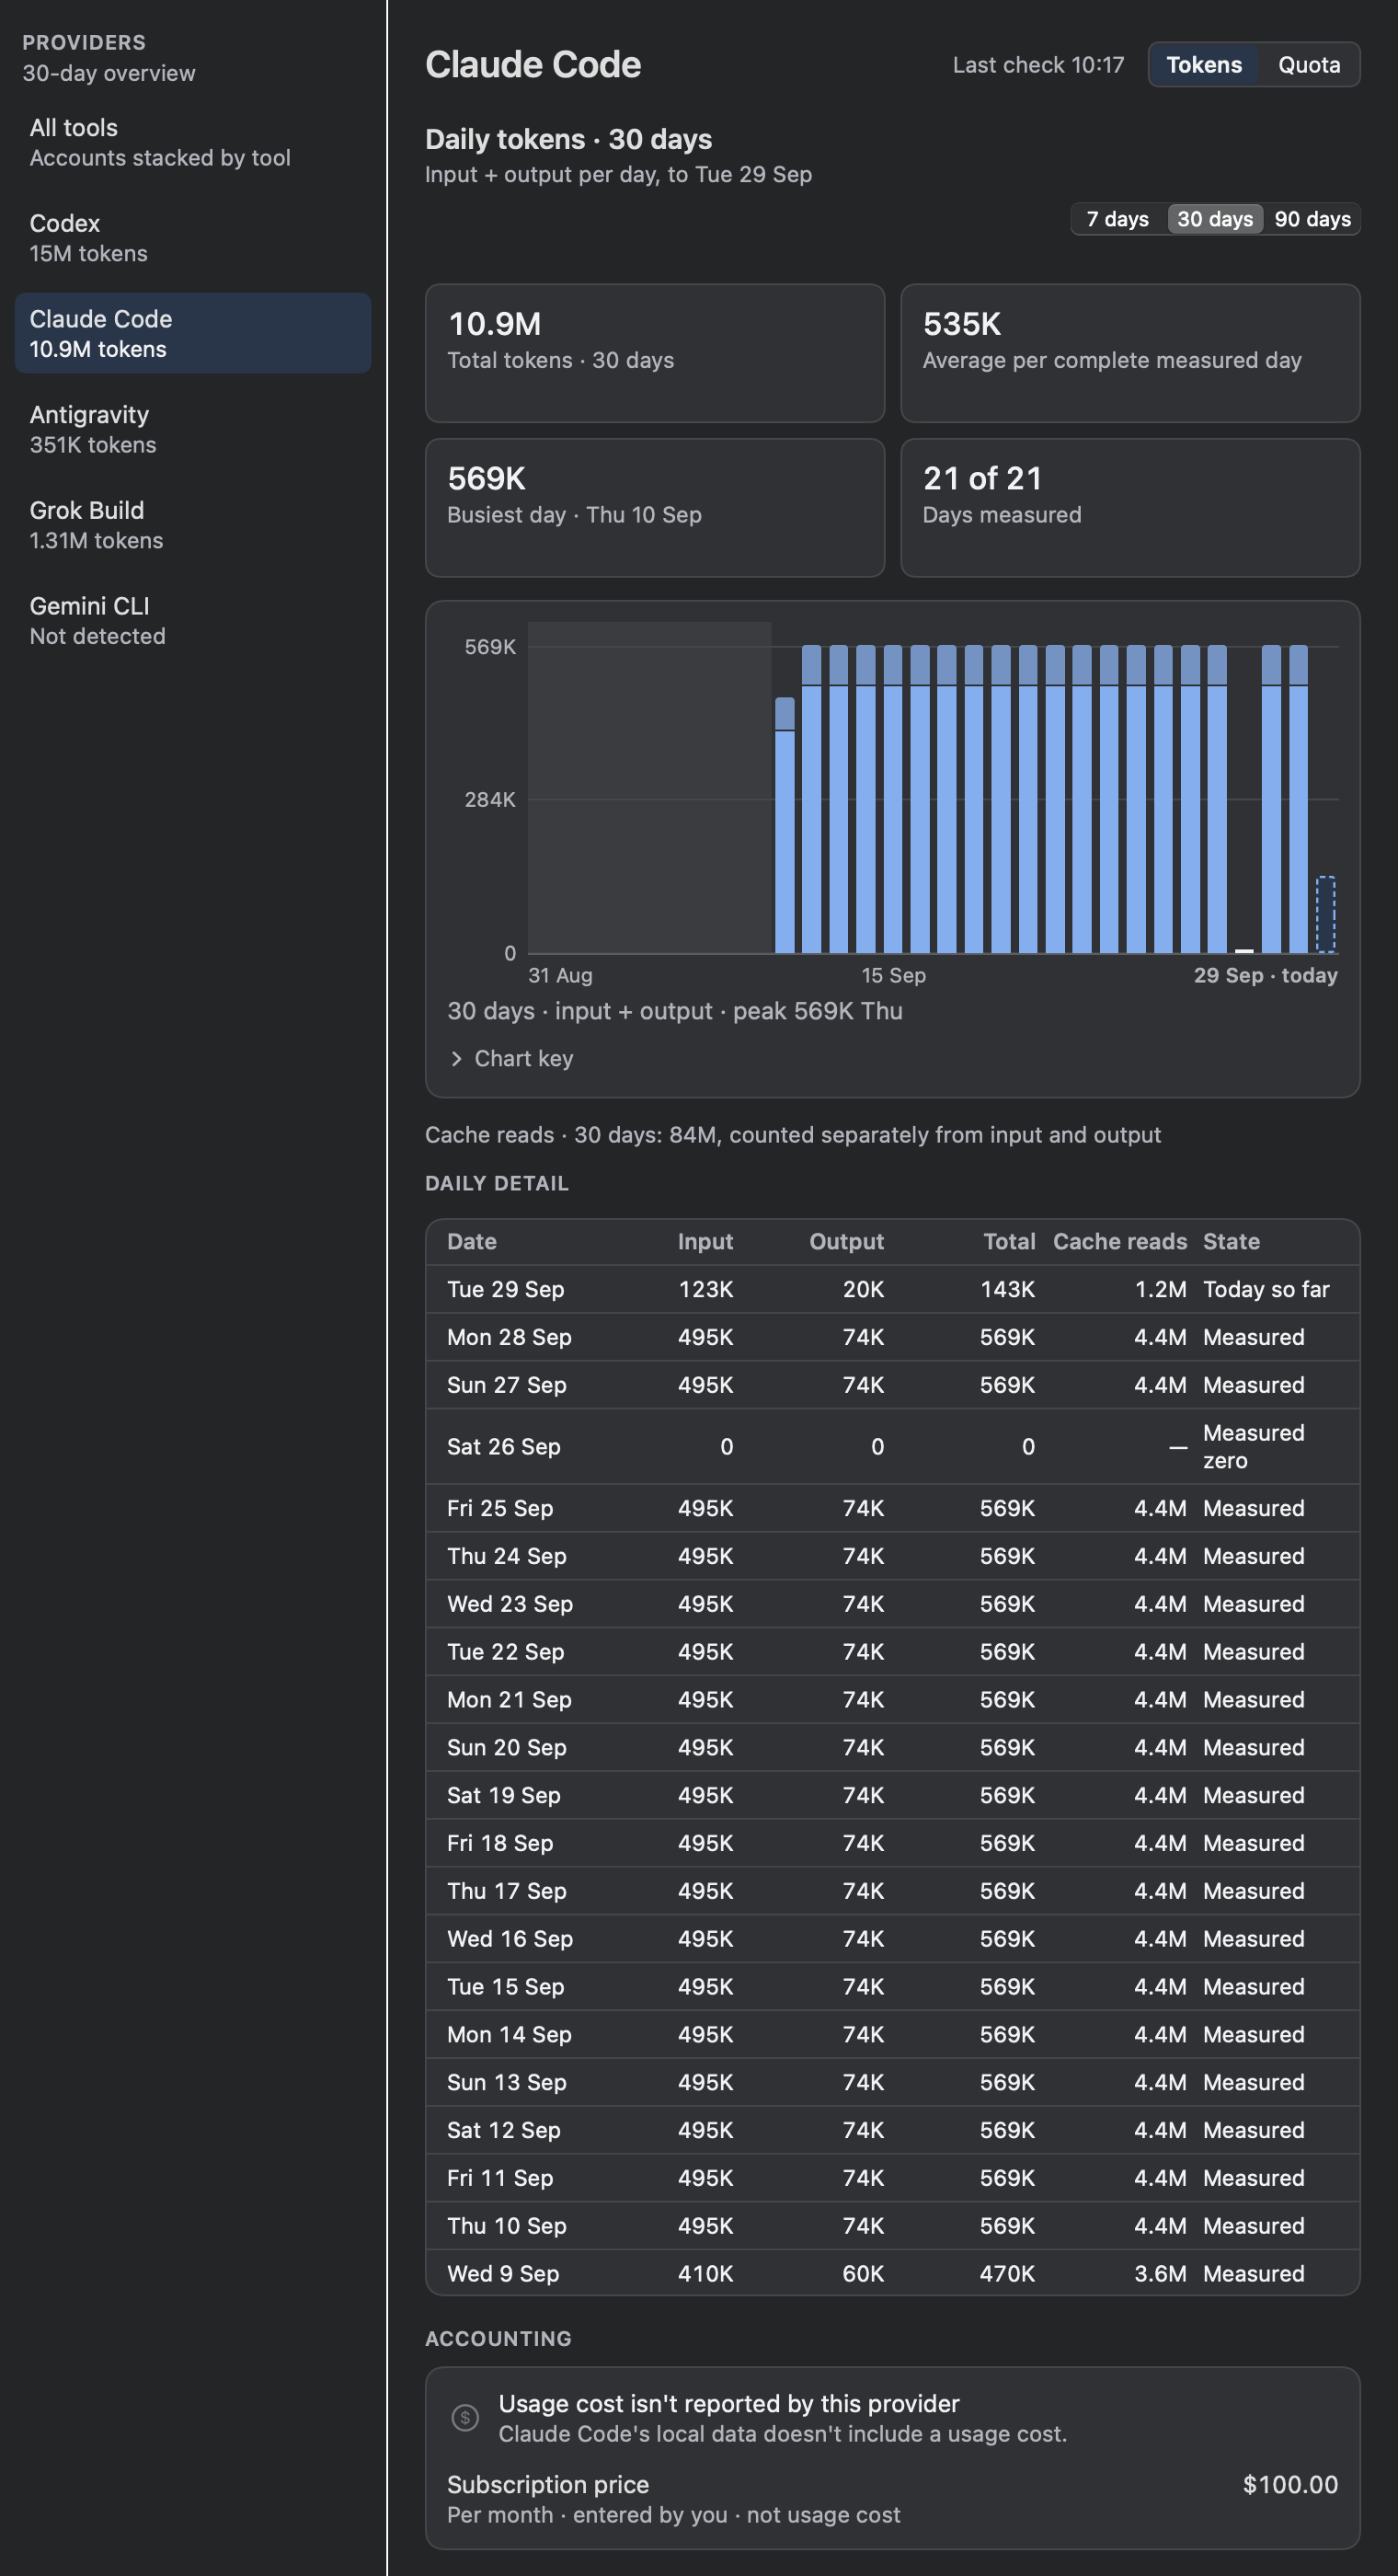 PROVIDERS
30-day overview
All tools
Accounts stacked by tool
Codex
15M tokens
Claude Code
10.9M tokens
Antigravity
351K tokens
Grok Build
1.31M tokens
Gemini CLI
Not detected
Claude Code
Last check 10:17
Tokens Quota
Daily tokens · 30 days
Input + output per day, to Tue 29 Sep
7 days 30 days 90 days
10.9M
Total tokens · 30 days
535K
Average per complete measured day
569K
Busiest day · Thu 10 Sep
21 of 21
Days measured
569K
284K
0
31 Aug 15 Sep 29 Sep · today
30 days · input + output · peak 569K Thu
Chart key
Cache reads · 30 days: 84M, counted separately from input and output
DAILY DETAIL
Date Input Output Total Cache reads State
Tue 29 Sep 123K 20K 143K 1.2M Today so far
Mon 28 Sep 495K 74K 569K 4.4M Measured
Sun 27 Sep 495K 74K 569K 4.4M Measured
Sat 26 Sep 0 0 0 — Measured zero
Fri 25 Sep 495K 74K 569K 4.4M Measured
Thu 24 Sep 495K 74K 569K 4.4M Measured
Wed 23 Sep 495K 74K 569K 4.4M Measured
Tue 22 Sep 495K 74K 569K 4.4M Measured
Mon 21 Sep 495K 74K 569K 4.4M Measured
Sun 20 Sep 495K 74K 569K 4.4M Measured
Sat 19 Sep 495K 74K 569K 4.4M Measured
Fri 18 Sep 495K 74K 569K 4.4M Measured
Thu 17 Sep 495K 74K 569K 4.4M Measured
Wed 16 Sep 495K 74K 569K 4.4M Measured
Tue 15 Sep 495K 74K 569K 4.4M Measured
Mon 14 Sep 495K 74K 569K 4.4M Measured
Sun 13 Sep 495K 74K 569K 4.4M Measured
Sat 12 Sep 495K 74K 569K 4.4M Measured
Fri 11 Sep 495K 74K 569K 4.4M Measured
Thu 10 Sep 495K 74K 569K 4.4M Measured
Wed 9 Sep 410K 60K 470K 3.6M Measured
ACCOUNTING
$ Usage cost isn't reported by this provider
Claude Code's local data doesn't include a usage cost.
Subscription price $100.00
Per month · entered by you · not usage cost